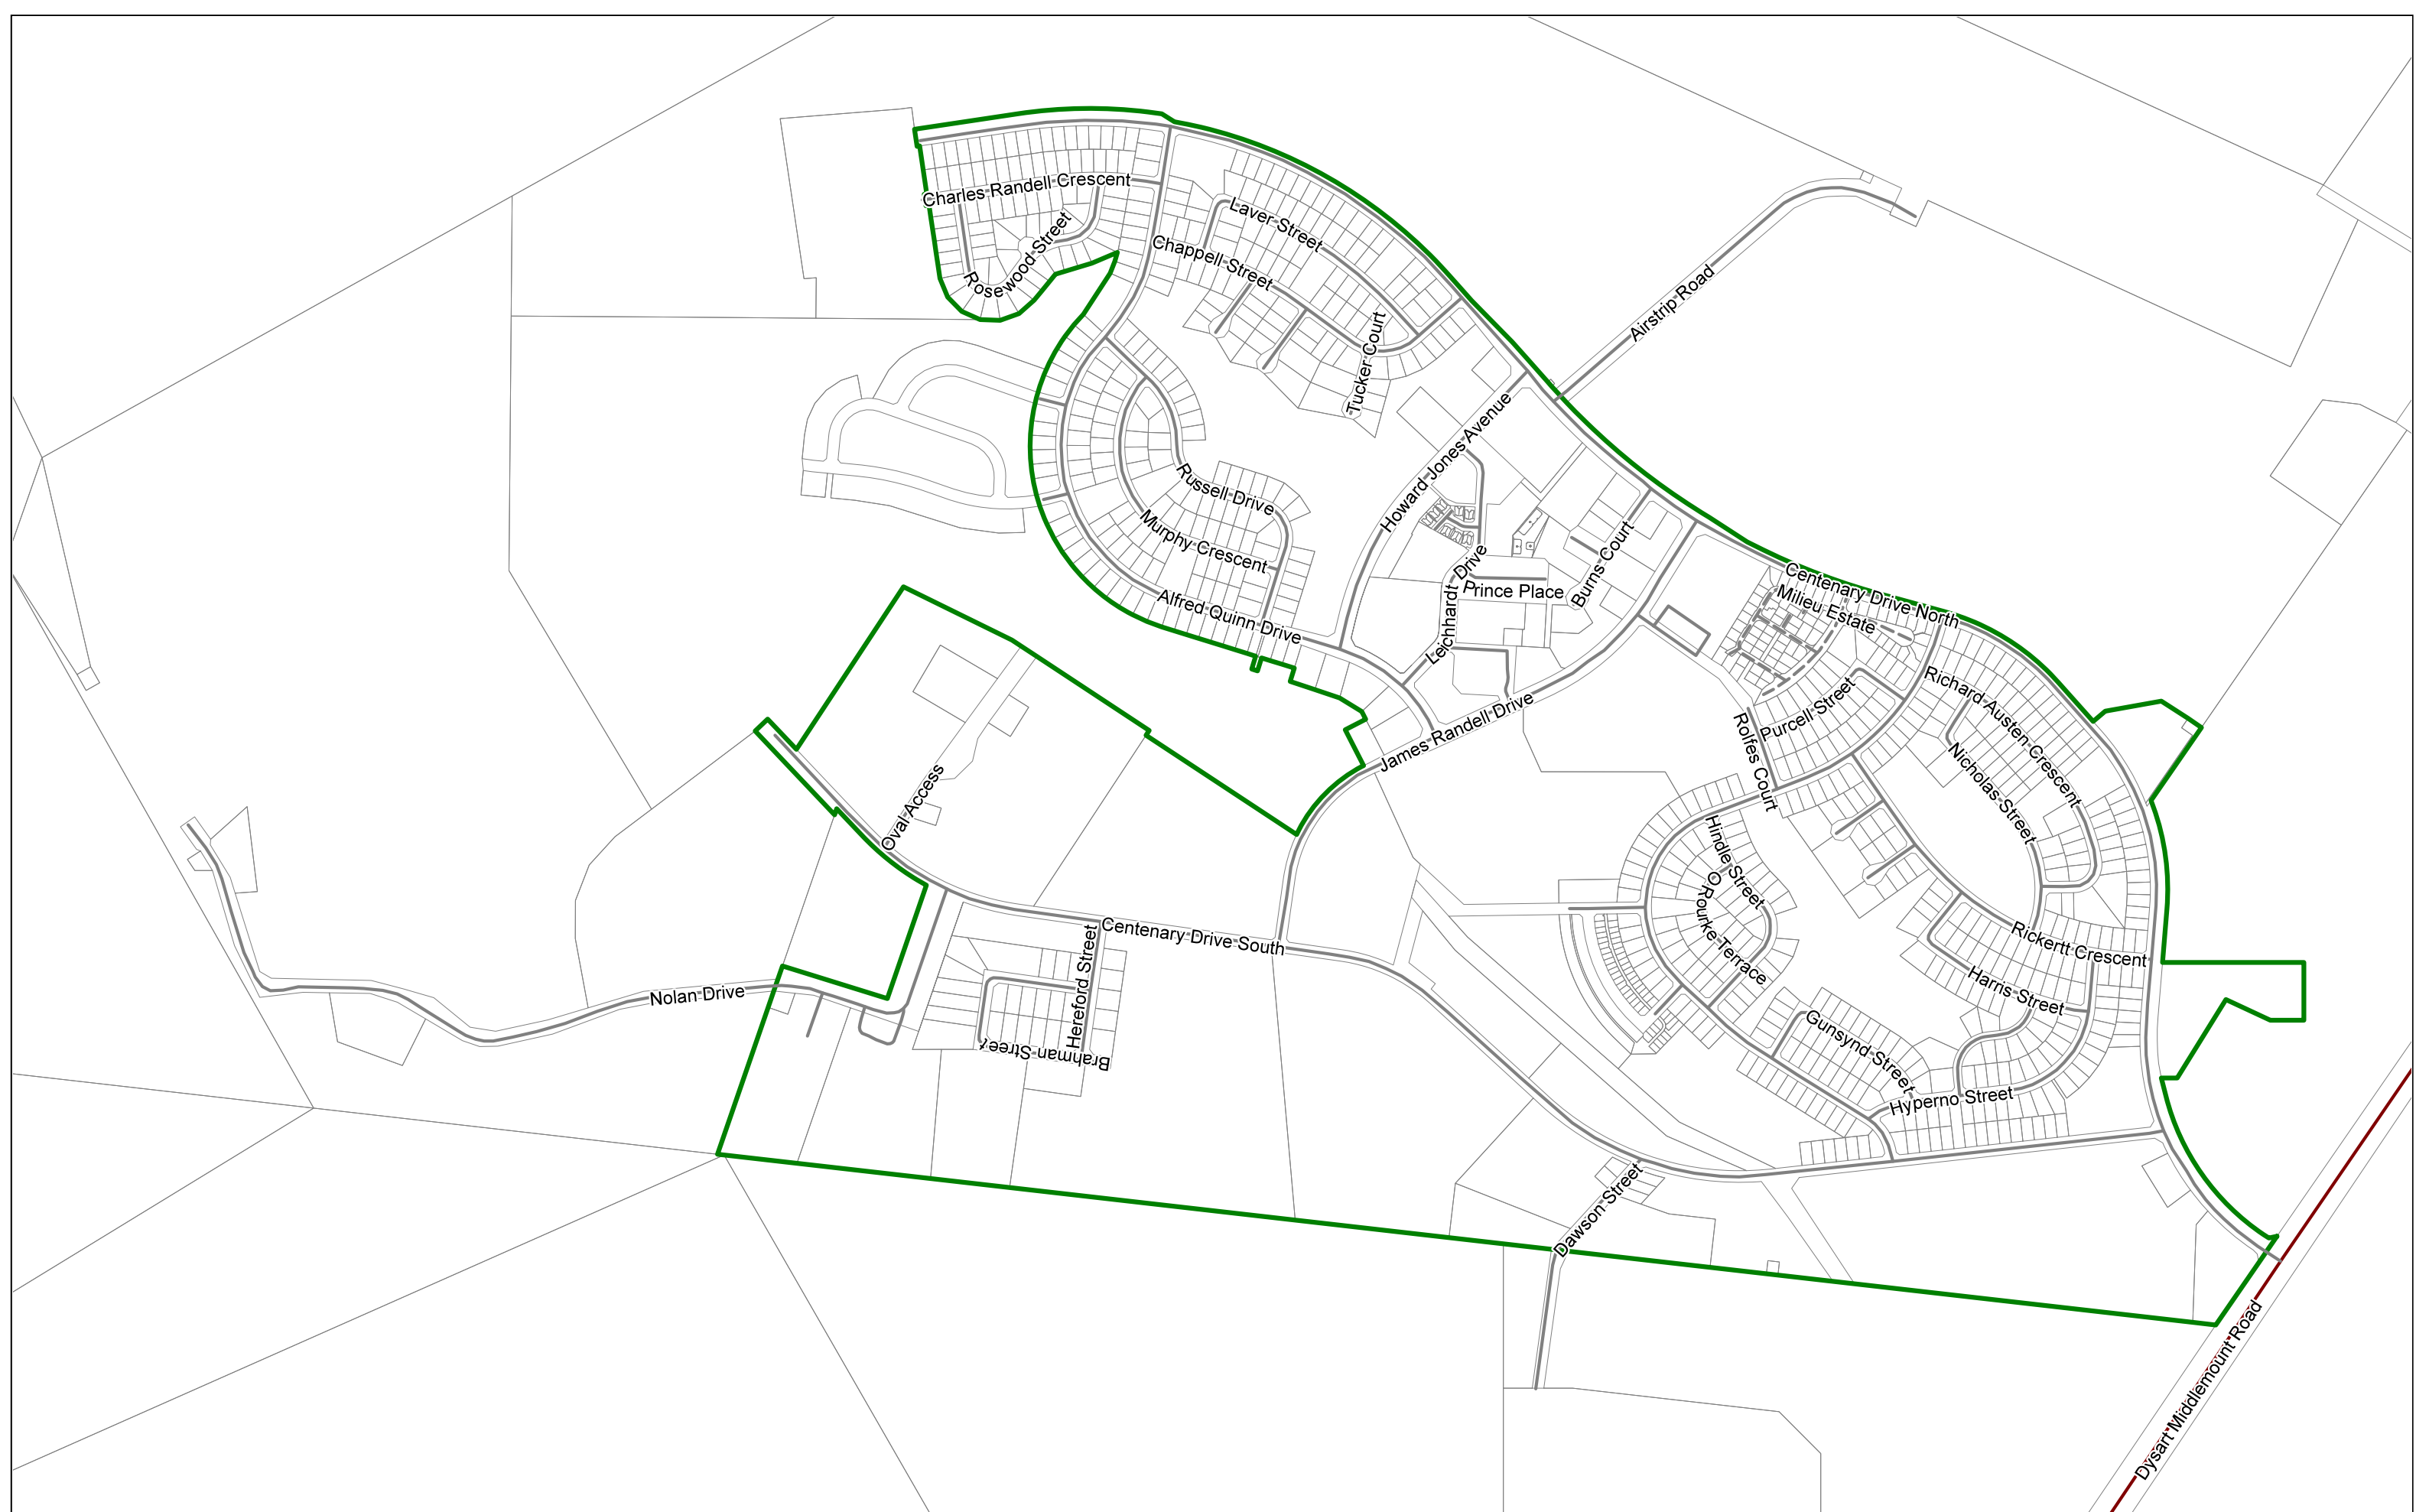 Charles Randell Crescent
Rosewood Street
Laver Street
Chappell Street
Tucker Court
Airstrip Road
Howard Jones Avenue
Russell Drive
Murphy Crescent
Alfred Quinn Drive
Leichhardt Drive
Prince Place
Burns Court
Centenary Drive North
Milieu Estate
James Randell Drive
Purcell Street
Rolfes Court
Richard Austen Crescent
Nicholas Street
Oval Access
Hindle Street
O Rourke Terrace
Centenary Drive South
Hereford Street
Brahman Street
Nolan Drive
Rickertt Crescent
Harris Street
Gunsynd Street
Hyperno Street
Dawson Street
Dysart Middlemount Road